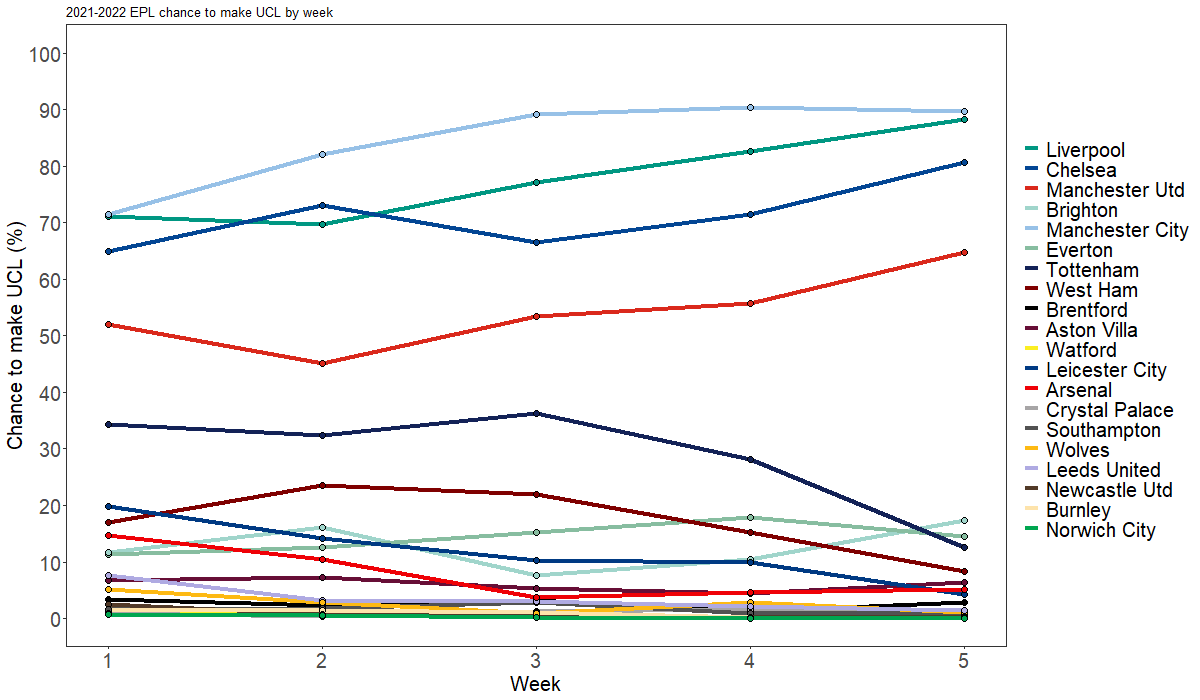 2021-2022 EPL chance to make UCL by week
Chance to make UCL (%)
100
90
80
70
60
50
40
30
20
10
0
1 2 3 4 5
Week
Liverpool
Chelsea
Manchester Utd
Brighton
Manchester City
Everton
Tottenham
West Ham
Brentford
Aston Villa
Watford
Leicester City
Arsenal
Crystal Palace
Southampton
Wolves
Leeds United
Newcastle Utd
Burnley
Norwich City